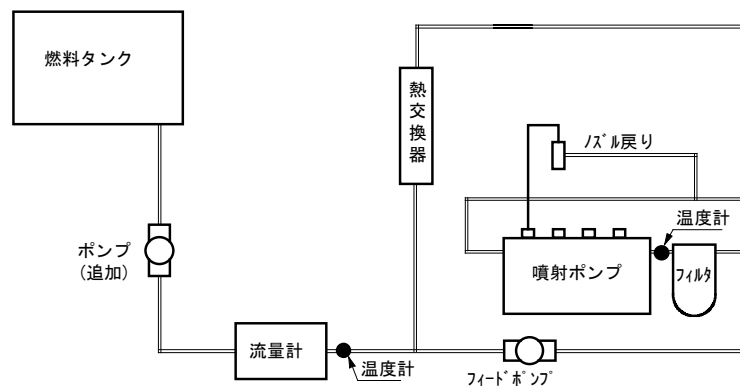 燃料タンク
熱交換器
ﾉｽﾞﾙ戻り
温度計
ポンプ
(追加)
噴射ポンプ
ﾌｨﾙﾀ
流量計
温度計
ﾌｨｰﾄﾞﾎﾟﾝﾌﾟ